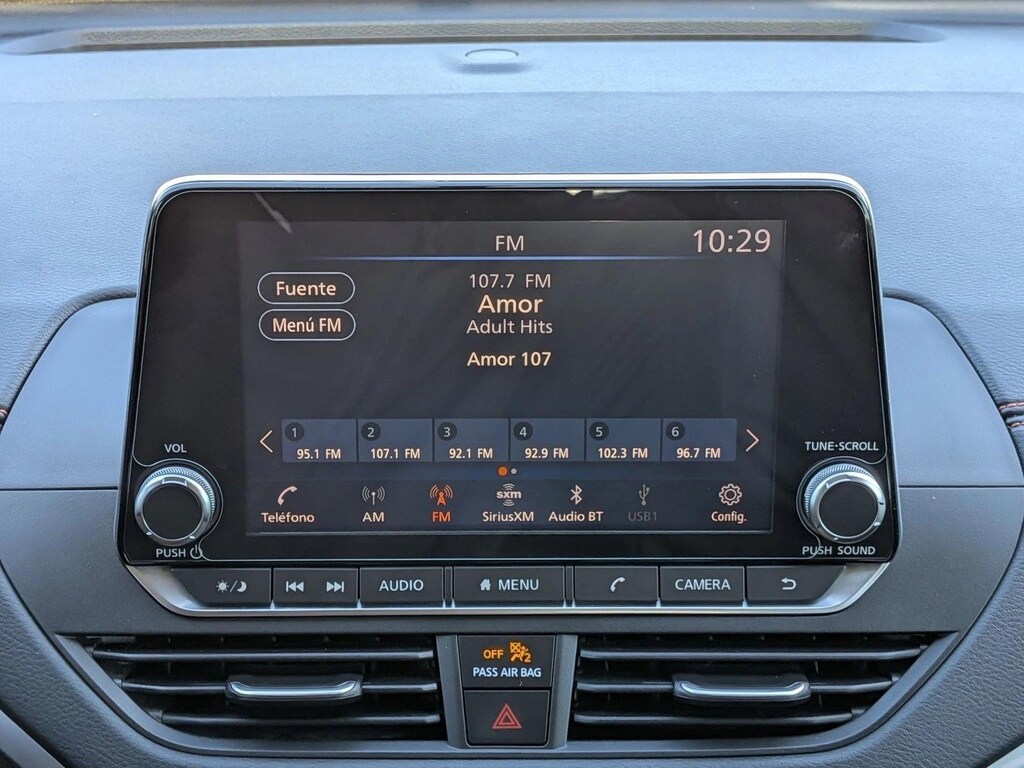 FM
10:29
Fuente
Menú FM
107.7 FM
Amor
Adult Hits
Amor 107
1
95.1 FM
2
107.1 FM
3
92.1 FM
4
92.9 FM
5
102.3 FM
6
96.7 FM
VOL
TUNE·SCROLL
Teléfono
AM
FM
sxm
SiriusXM
Audio BT
USB1
Config.
PUSH
PUSH SOUND
AUDIO
MENU
CAMERA
OFF
2
PASS AIR BAG